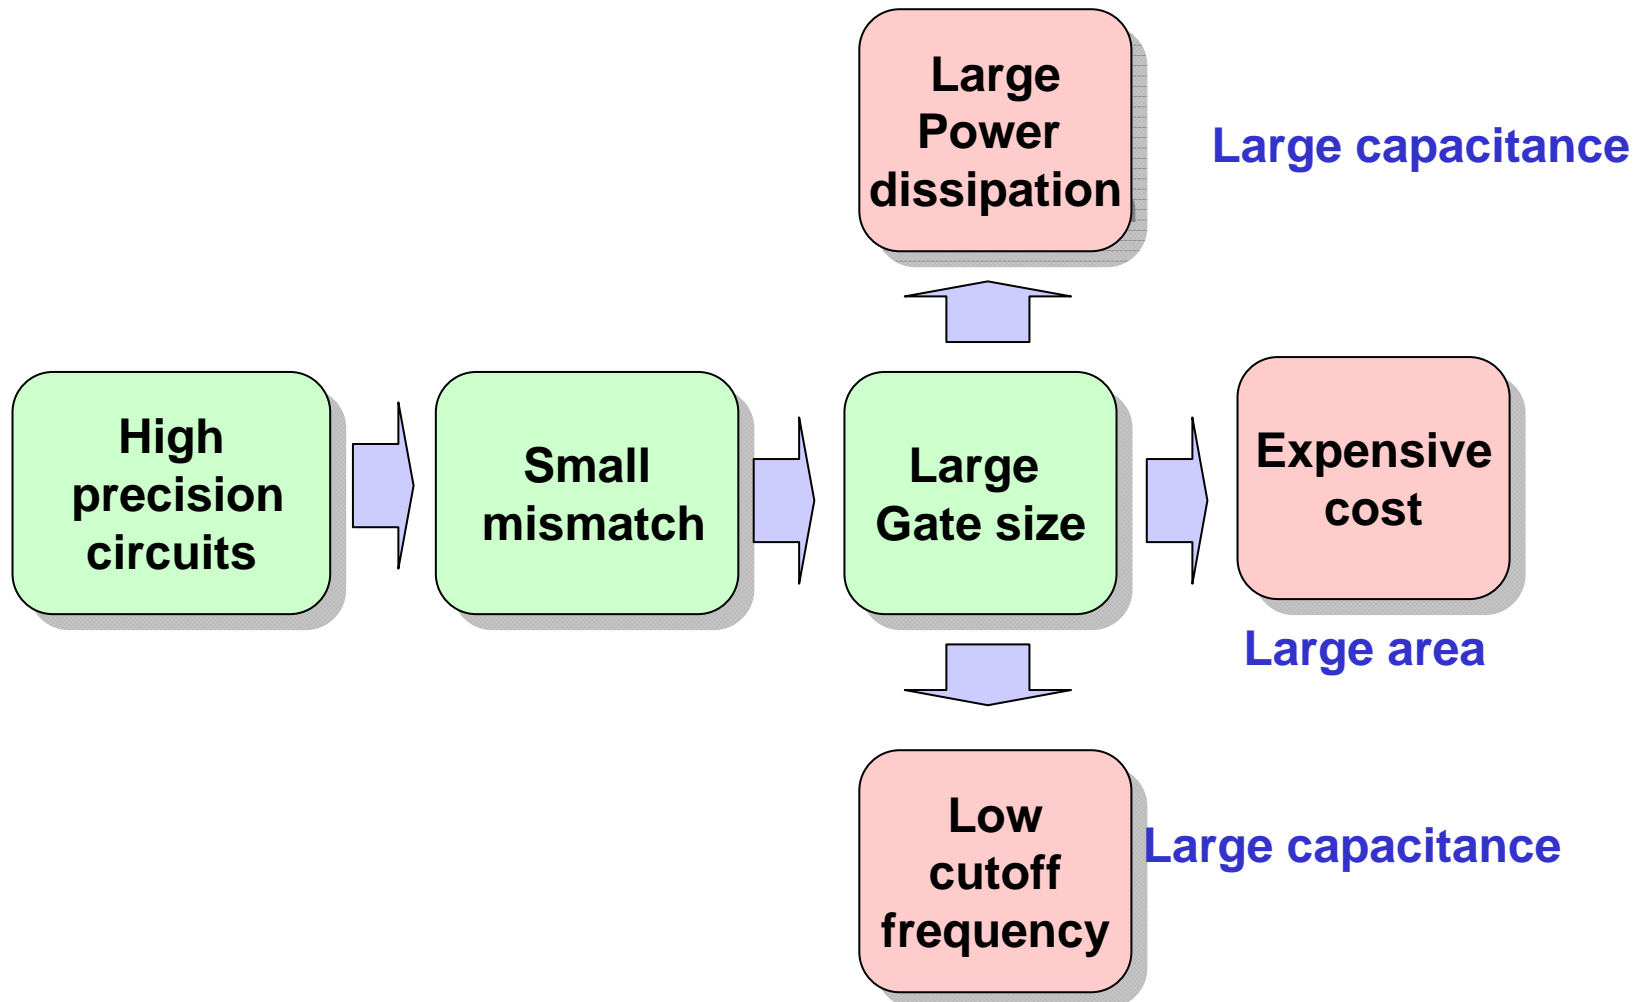 Large
Power
dissipation
Large capacitance
High
precision
circuits
Small
mismatch
Large
Gate size
Expensive
cost
Large area
Low
cutoff
frequency
Large capacitance